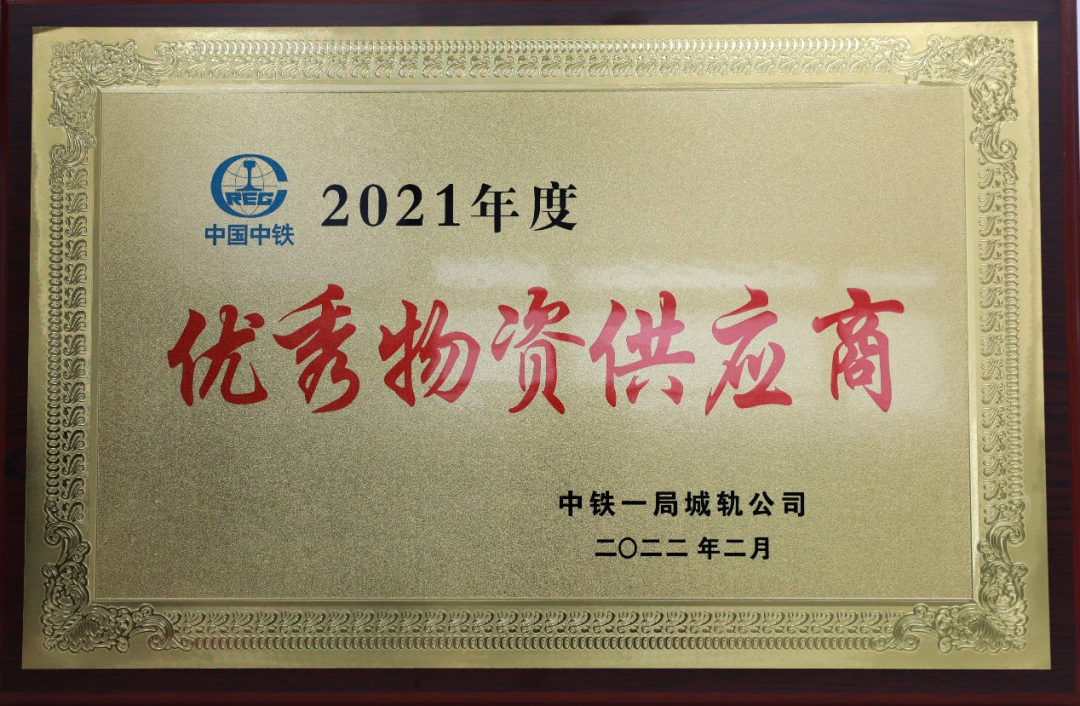 CREG
中国中铁
2021年度
优秀物资供应商
中铁一局城轨公司
二〇二二年二月